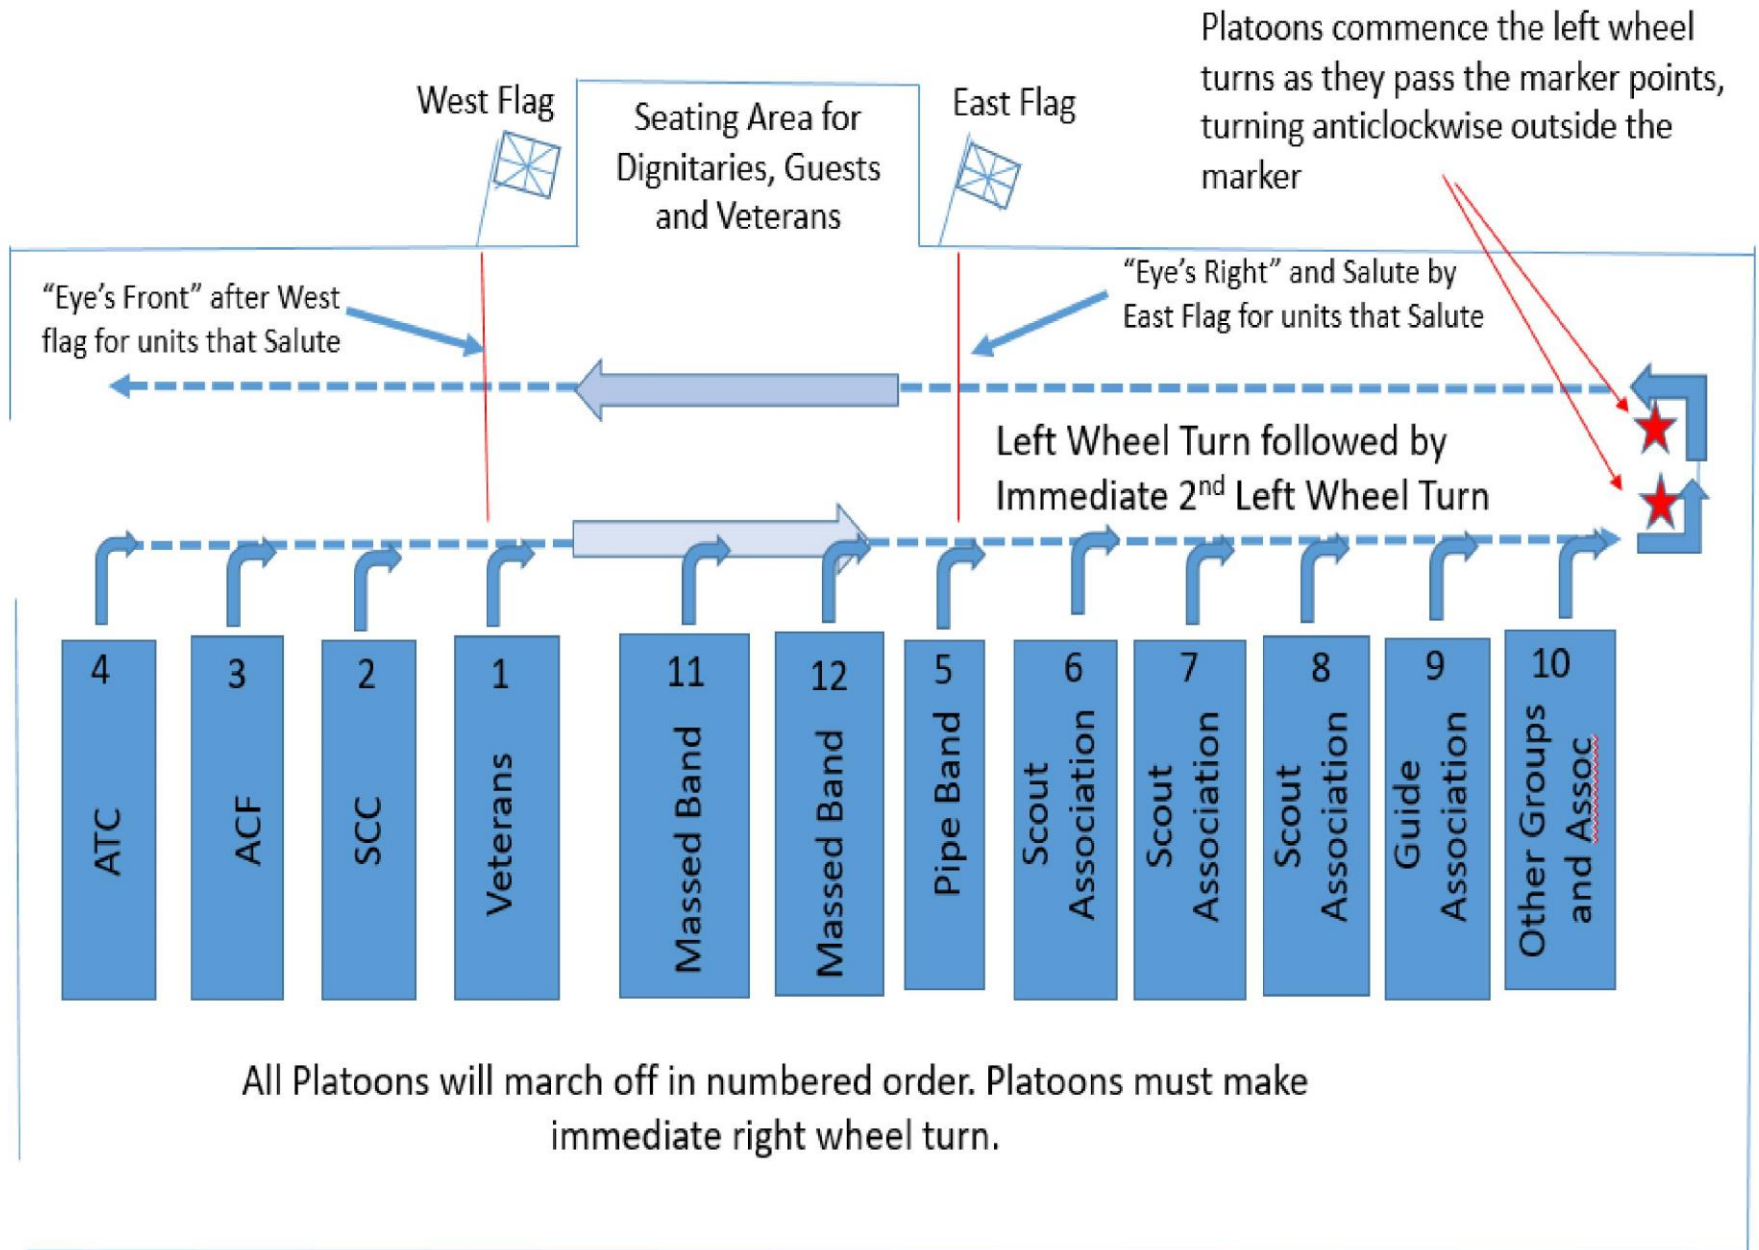 Platoons commence the left wheel
turns as they pass the marker points,
turning anticlockwise outside the
marker
West Flag
Seating Area for
Dignitaries, Guests
and Veterans
East Flag
“Eye’s Front” after West
flag for units that Salute
“Eye’s Right” and Salute by
East Flag for units that Salute
Left Wheel Turn followed by
Immediate 2nd Left Wheel Turn
4
ATC
3
ACF
2
SCC
1
Veterans
11
Massed Band
12
Massed Band
5
Pipe Band
6
Scout
Association
7
Scout
Association
8
Scout
Association
9
Guide
Association
10
Other Groups
and Assoc
All Platoons will march off in numbered order. Platoons must make
immediate right wheel turn.